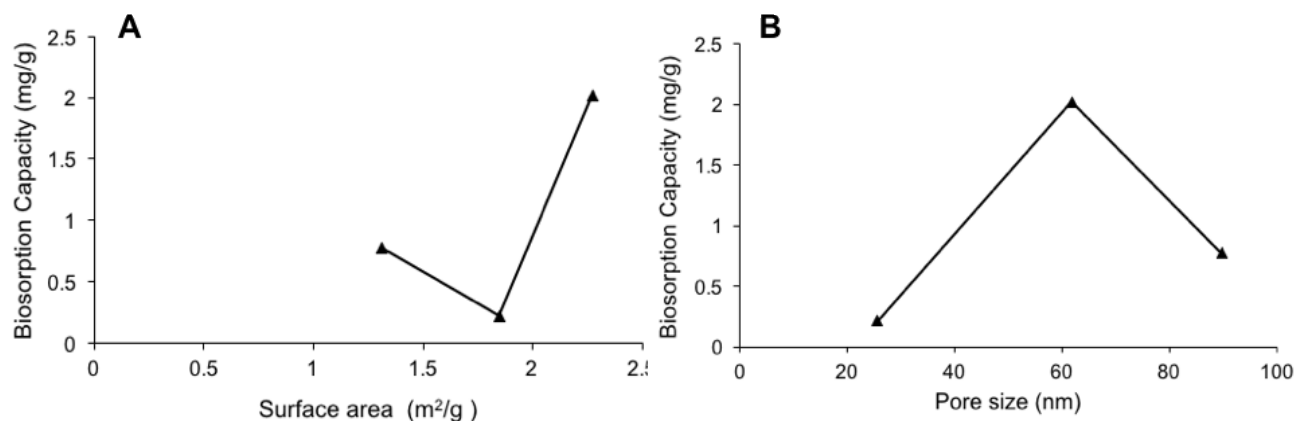 A
Biosorption Capacity (mg/g)
2.5
2
1.5
1
0.5
0
0 0.5 1 1.5 2 2.5
Surface area (m²/g )
B
Biosorption Capacity (mg/g)
2.5
2
1.5
1
0.5
0
0 20 40 60 80 100
Pore size (nm)